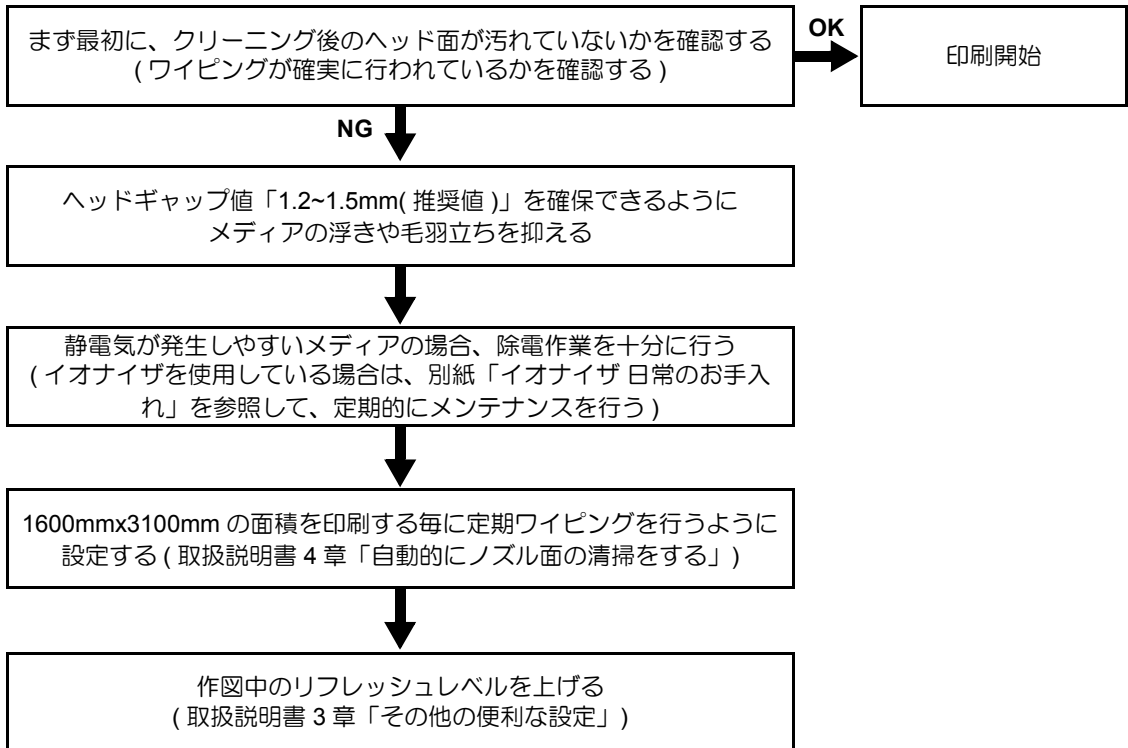 まず最初に、クリーニング後のヘッド面が汚れていないかを確認する
( ワイピングが確実に行われているかを確認する )
OK
印刷開始
NG
ヘッドギャップ値「1.2~1.5mm( 推奨値 )」を確保できるように
メディアの浮きや毛羽立ちを抑える
静電気が発生しやすいメディアの場合、除電作業を十分に行う
( イオナイザを使用している場合は、別紙「イオナイザ 日常のお手入
れ」を参照して、定期的にメンテナンスを行う )
1600mmx3100mm の面積を印刷する毎に定期ワイピングを行うように
設定する ( 取扱説明書 4 章「自動的にノズル面の清掃をする」)
作図中のリフレッシュレベルを上げる
( 取扱説明書 3 章「その他の便利な設定」)